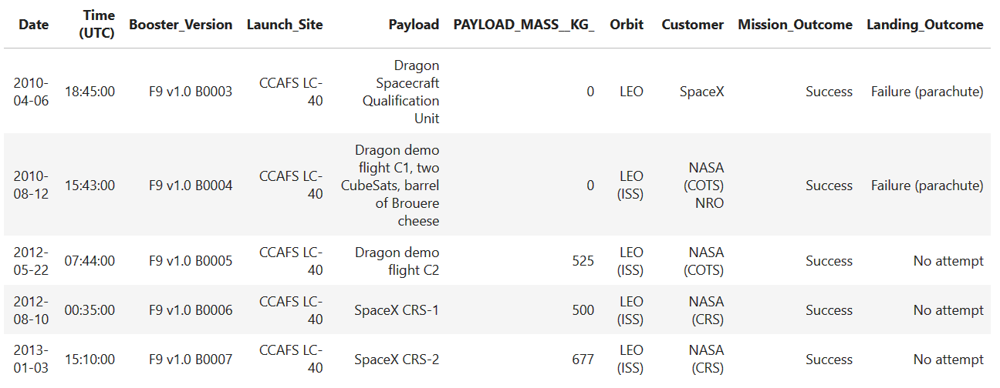 Date Time (UTC) Booster_Version Launch_Site Payload PAYLOAD_MASS__KG_ Orbit Customer Mission_Outcome Landing_Outcome
2010-04-06 18:45:00 F9 v1.0 B0003 CCAFS LC-40 Dragon Spacecraft Qualification Unit 0 LEO SpaceX Success Failure (parachute)
2010-08-12 15:43:00 F9 v1.0 B0004 CCAFS LC-40 Dragon demo flight C1, two CubeSats, barrel of Brouere cheese 0 LEO (ISS) NASA (COTS) NRO Success Failure (parachute)
2012-05-22 07:44:00 F9 v1.0 B0005 CCAFS LC-40 Dragon demo flight C2 525 LEO (ISS) NASA (COTS) Success No attempt
2012-08-10 00:35:00 F9 v1.0 B0006 CCAFS LC-40 SpaceX CRS-1 500 LEO (ISS) NASA (CRS) Success No attempt
2013-01-03 15:10:00 F9 v1.0 B0007 CCAFS LC-40 SpaceX CRS-2 677 LEO (ISS) NASA (CRS) Success No attempt